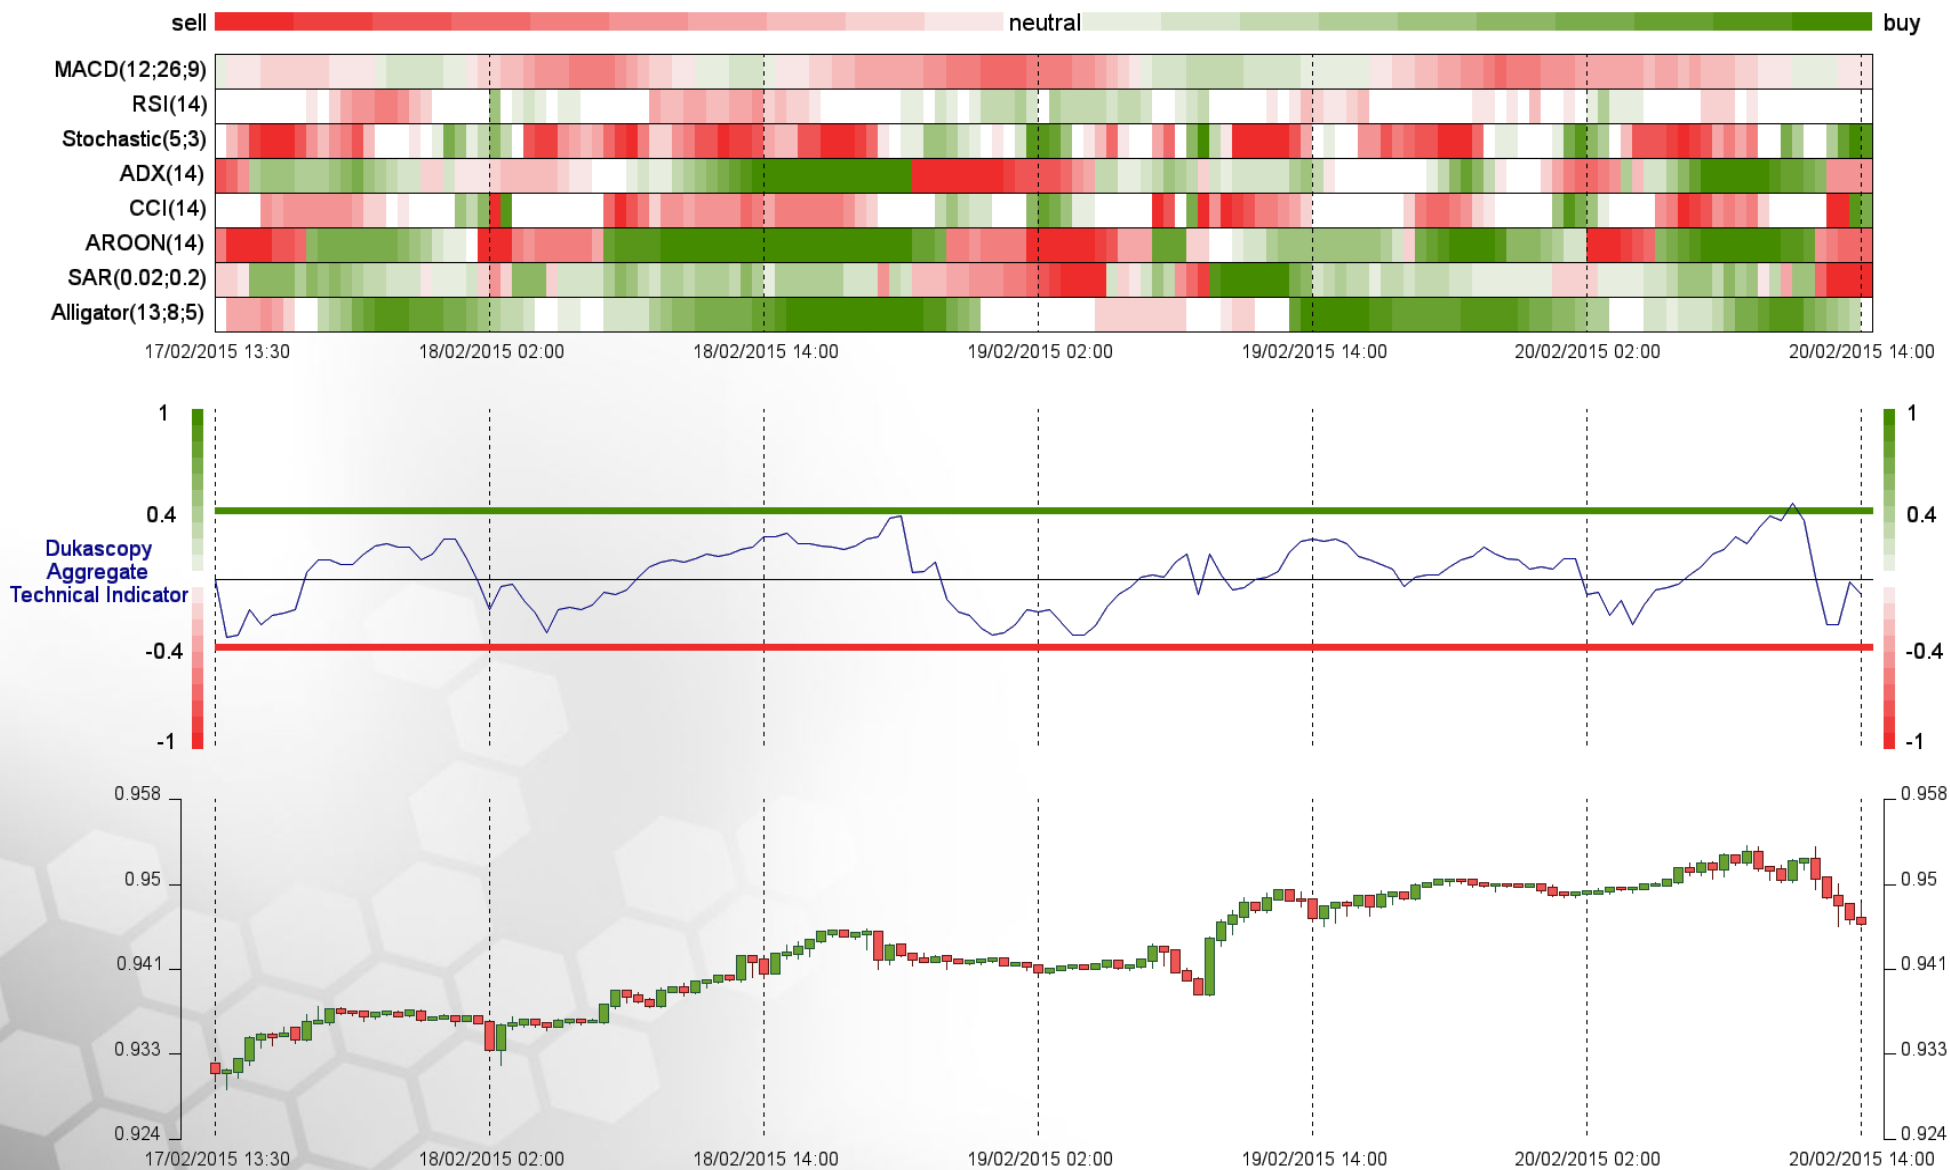 sell neutral buy
MACD(12;26;9)
RSI(14)
Stochastic(5;3)
ADX(14)
CCI(14)
AROON(14)
SAR(0.02;0.2)
Alligator(13;8;5)
17/02/2015 13:30 18/02/2015 02:00 18/02/2015 14:00 19/02/2015 02:00 19/02/2015 14:00 20/02/2015 02:00 20/02/2015 14:00
1 1
0.4 0.4
Dukascopy
Aggregate
Technical Indicator
-0.4 -0.4
-1 -1
0.958 0.958
0.95 0.95
0.941 0.941
0.933 0.933
0.924 0.924
17/02/2015 13:30 18/02/2015 02:00 18/02/2015 14:00 19/02/2015 02:00 19/02/2015 14:00 20/02/2015 02:00 20/02/2015 14:00